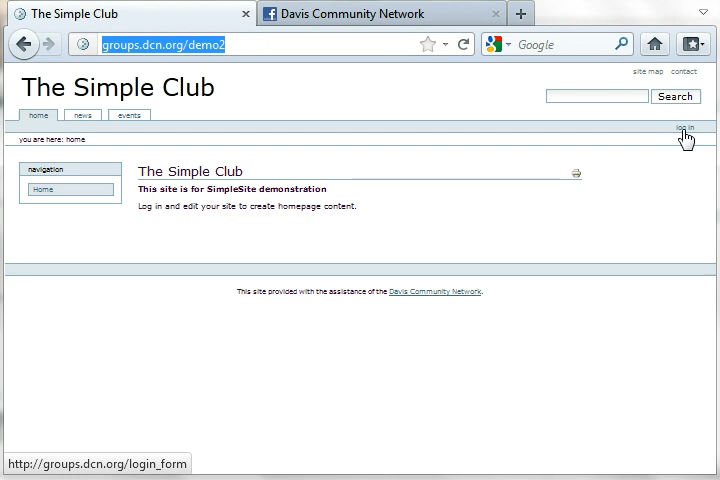 The Simple Club
Davis Community Network
groups.dcn.org/demo2
Google
site map contact
The Simple Club
Search
home news events
log in
you are here: home
navigation
Home
The Simple Club
This site is for SimpleSite demonstration
Log in and edit your site to create homepage content.
This site provided with the assistance of the Davis Community Network.
http://groups.dcn.org/login_form